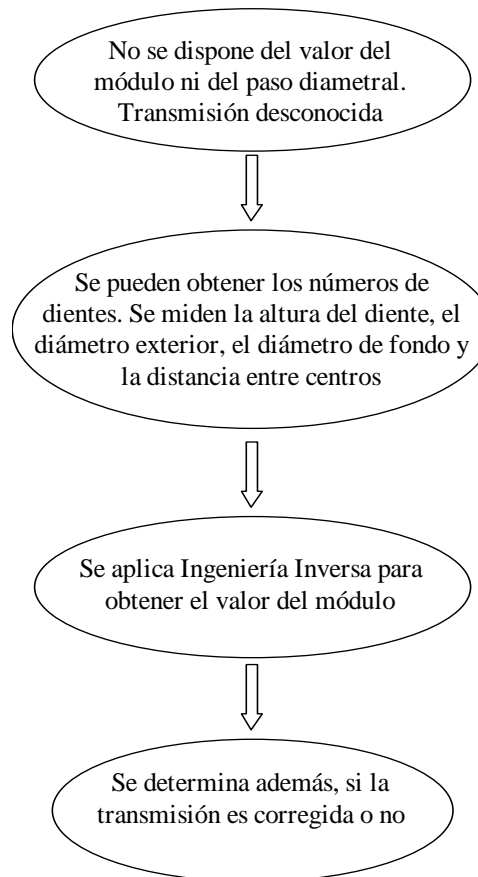 No se dispone del valor del
módulo ni del paso diametral.
Transmisión desconocida
Se pueden obtener los números de
dientes. Se miden la altura del diente, el
diámetro exterior, el diámetro de fondo y
la distancia entre centros
Se aplica Ingeniería Inversa para
obtener el valor del módulo
Se determina además, si la
transmisión es corregida o no